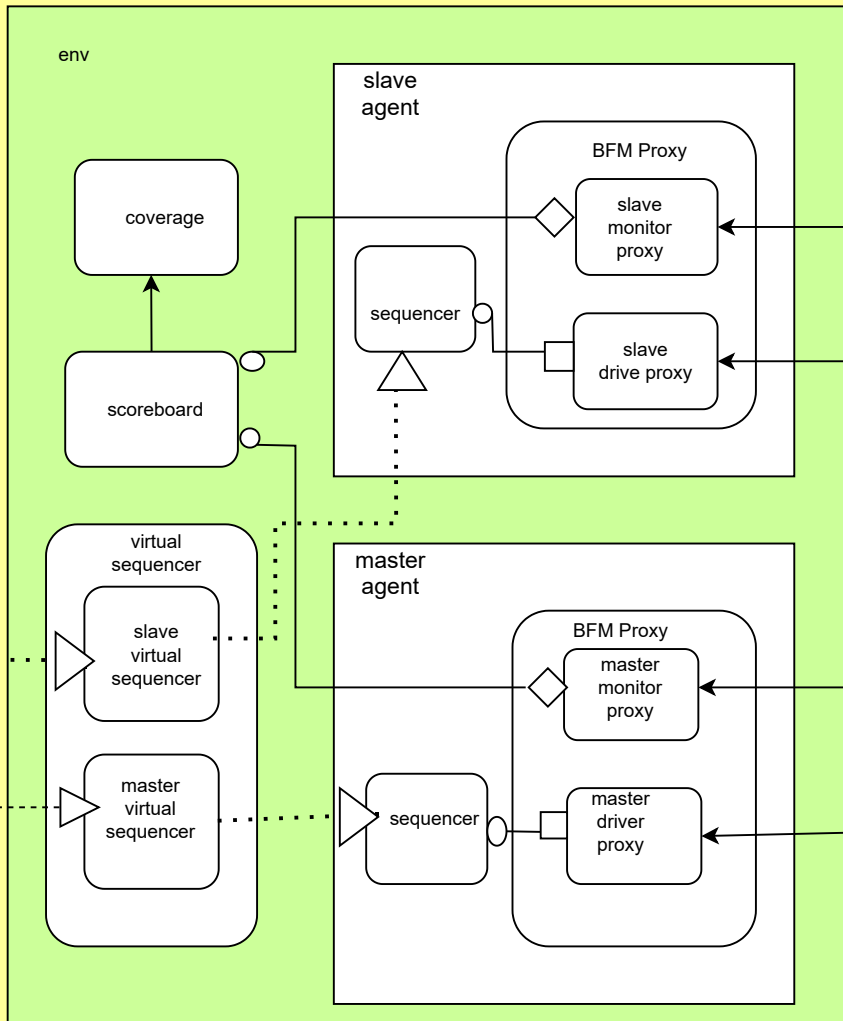 env
slave
agent
BFM Proxy
slave
monitor
proxy
coverage
sequencer
slave
drive proxy
scoreboard
virtual
sequencer
slave
virtual
sequencer
master
virtual
sequencer
master
agent
BFM Proxy
master
monitor
proxy
sequencer
master
driver
proxy